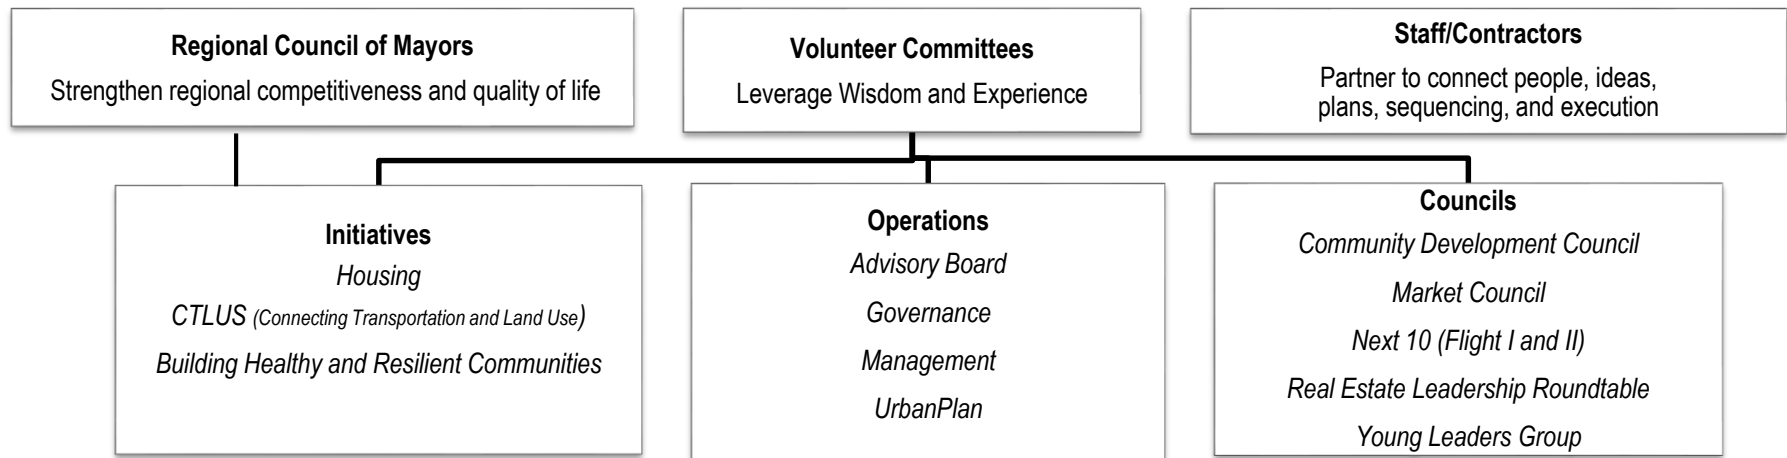 Regional Council of Mayors
Strengthen regional competitiveness and quality of life
Volunteer Committees
Leverage Wisdom and Experience
Staff/Contractors
Partner to connect people, ideas,
plans, sequencing, and execution
Initiatives
Housing
CTLUS (Connecting Transportation and Land Use)
Building Healthy and Resilient Communities
Operations
Advisory Board
Governance
Management
UrbanPlan
Councils
Community Development Council
Market Council
Next 10 (Flight I and II)
Real Estate Leadership Roundtable
Young Leaders Group